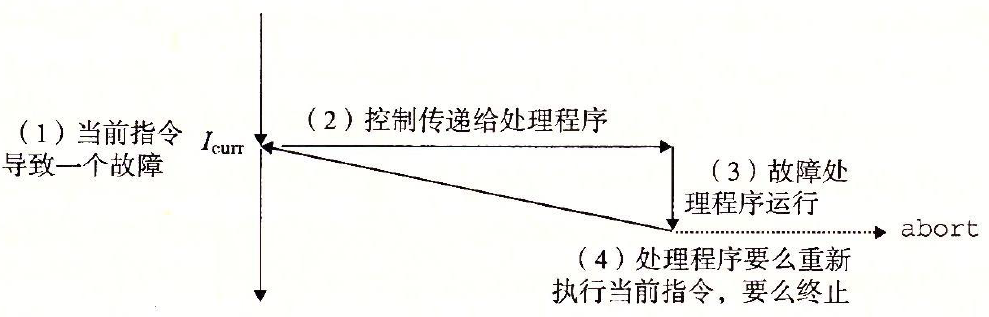 （1）当前指令
导致一个故障
Icurr
（2）控制传递给处理程序
（3）故障处
理程序运行
abort
（4）处理程序要么重新
执行当前指令，要么终止